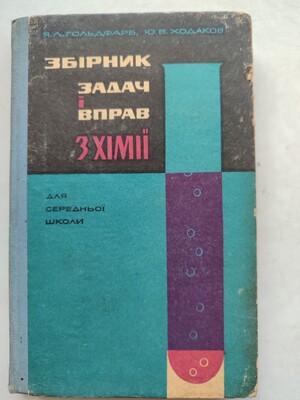 Я.Л.ГОЛЬДФАРБ, Ю.В.ХОДАКОВ
ЗБІРНИК
ЗАДАЧ
І
ВПРАВ
З ХІМІЇ
ДЛЯ
СЕРЕДНЬОЇ
ШКОЛИ